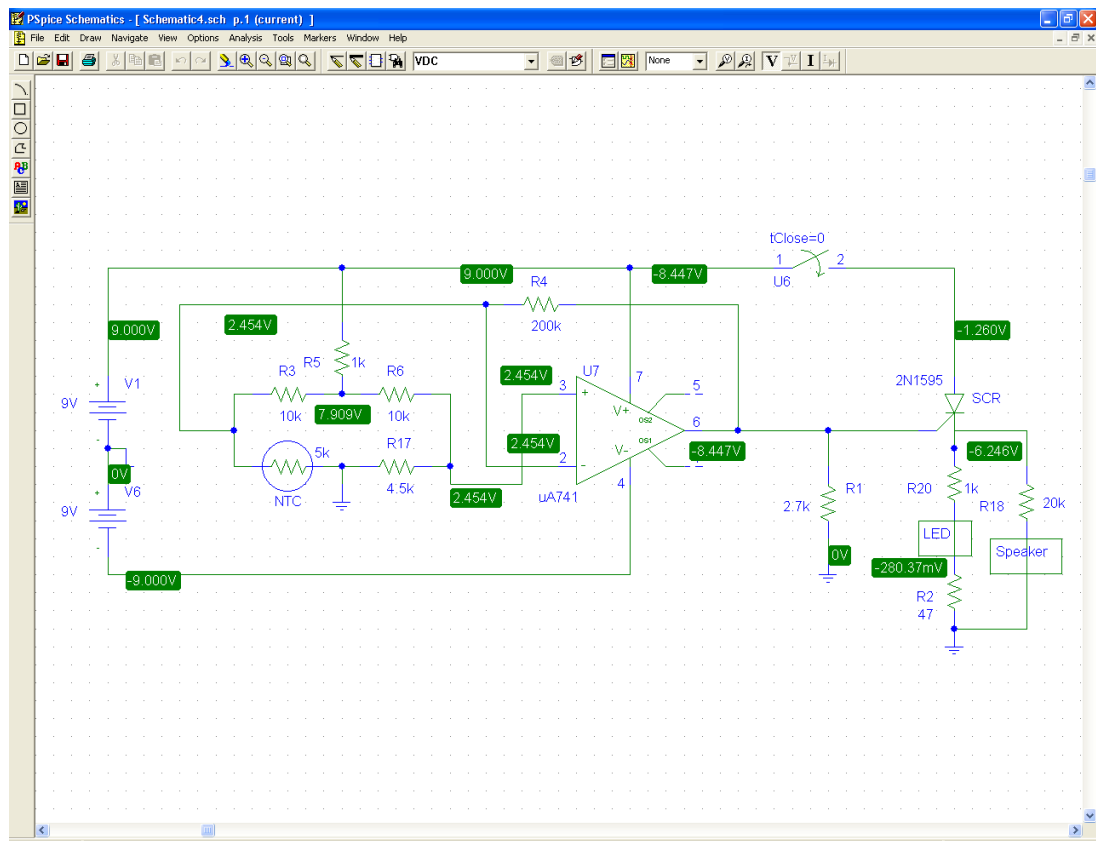 PSpice Schematics - [ Schematic4.sch p.1 (current) ]
File Edit Draw Navigate View Options Analysis Tools Markers Window Help
VDC
None
V
I
ABC
tClose=0
1
2
U6
9.000V
-8.447V
R4
200k
9.000V
2.454V
-1.260V
R5
1k
R3
R6
2.454V
U7
7
5
2N1595
SCR
V1
9V
10k
7.909V
10k
3
+
V+
OS2
6
OS1
V-
-8.447V
2.454V
2
-
4
uA741
5k
NTC
R17
4.5k
2.454V
0V
V6
9V
-6.246V
R1
2.7k
R20
1k
R18
20k
LED
Speaker
0V
-280.37mV
R2
47
-9.000V